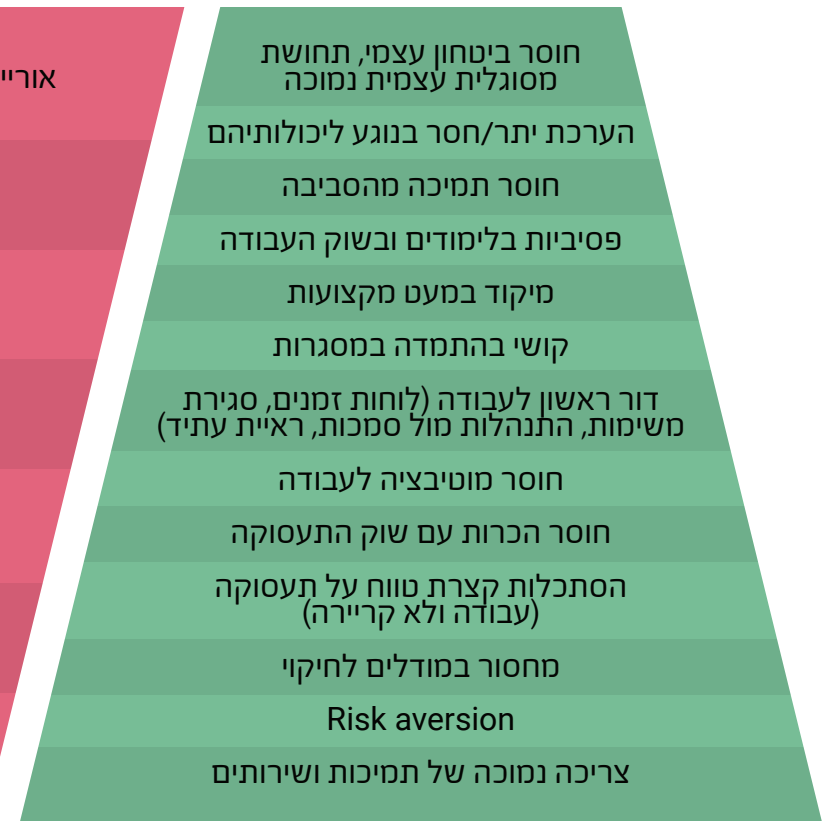 חוסר ביטחון עצמי, תחושת
מסוגלית עצמית נמוכה
הערכת יתר/חסר בנוגע ליכולותיהם
חוסר תמיכה מהסביבה
פסיביות בלימודים ובשוק העבודה
מיקוד במעט מקצועות
קושי בהתמדה במסגרות
דור ראשון לעבודה (לוחות זמנים, סגירת
משימות, התנהלות מול סמכות, ראיית עתיד)
חוסר מוטיבציה לעבודה
חוסר הכרות עם שוק התעסוקה
הסתכלות קצרת טווח על תעסוקה
(עבודה ולא קריירה)
מחסור במודלים לחיקוי
Risk aversion
צריכה נמוכה של תמיכות ושירותים